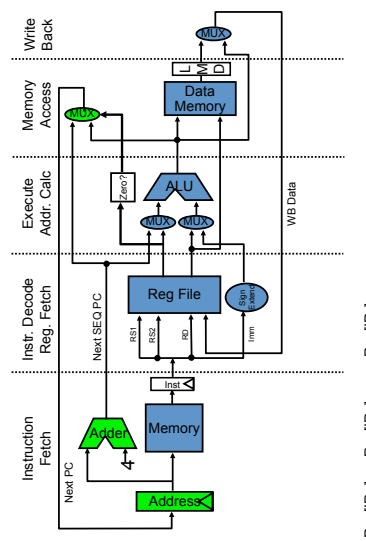 Write
Back
Memory
Access
Execute
Addr. Calc
Instr. Decode
Reg. Fetch
Instruction
Fetch
MUX
L
M
D
MUX
Data
Memory
Zero?
ALU
MUX
MUX
WB Data
Next SEQ PC
Reg File
RS1
RS2
RD
Sign
Extend
Imm
Inst
Next PC
Adder
4
Memory
Address